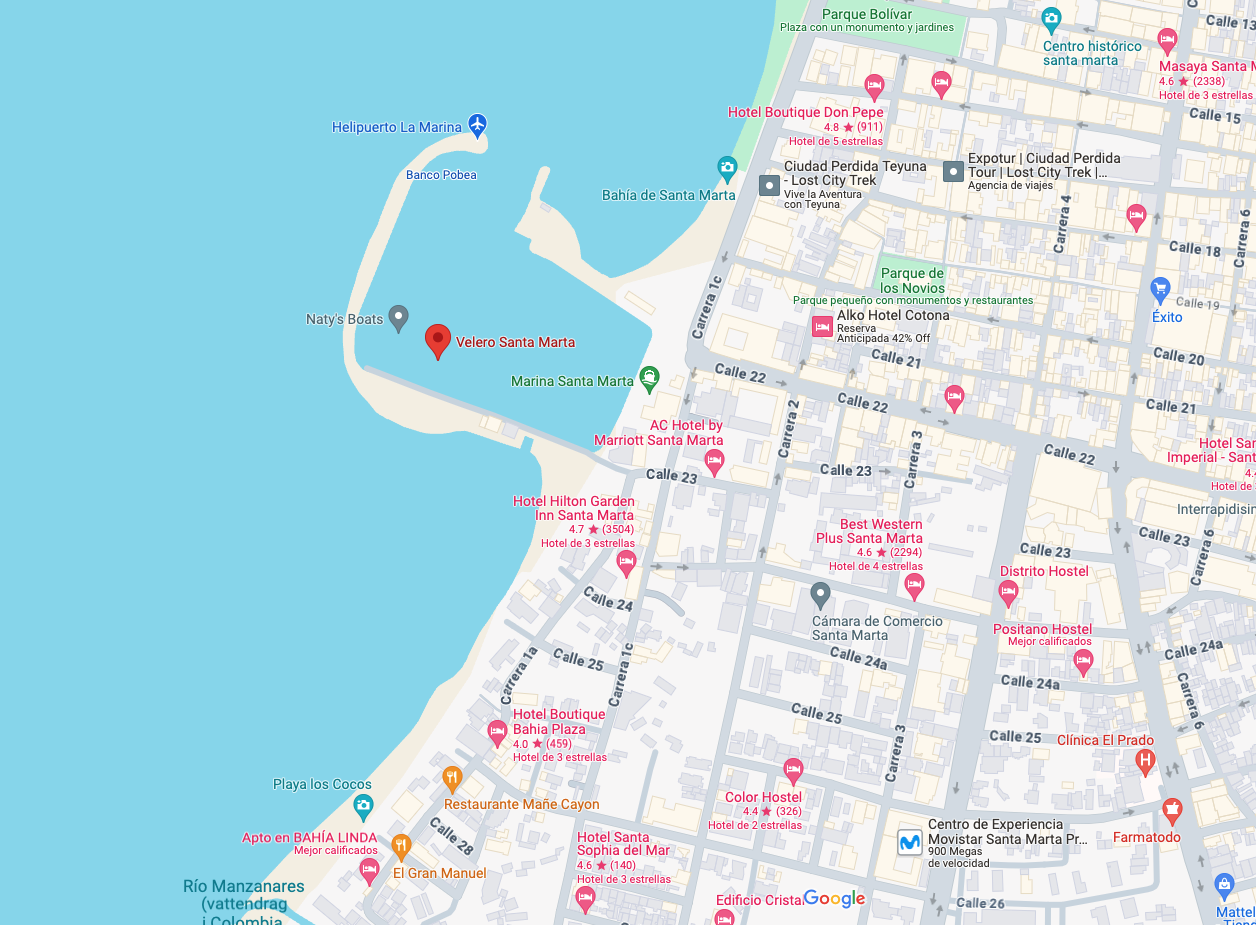 Parque Bolívar
Plaza con un monumento y jardines
Calle 13
Centro histórico
santa marta
Masaya Santa M
4.6 ★ (2338)
Hotel de 3 estrellas
Hotel Boutique Don Pepe
4.8 ★ (911)
Hotel de 5 estrellas
Calle 15
Helipuerto La Marina
Banco Pobea
Ciudad Perdida Teyuna
- Lost City Trek
Vive la Aventura
con Teyuna
Expotur | Ciudad Perdida
Tour | Lost City Trek |...
Agencia de viajes
Bahía de Santa Marta
Carrera 4
Carrera 6
Calle 18
Parque de
los Novios
Parque pequeño con monumentos y restaurantes
Carrera 1c
Calle 19
Éxito
Naty's Boats
Alko Hotel Cotona
Reserva
Anticipada 42% Off
Velero Santa Marta
Calle 21
Calle 20
Marina Santa Marta
Calle 22
Calle 22
Calle 21
Carrera 2
AC Hotel by
Marriott Santa Marta
Carrera 3
Calle 22
Hotel San
Imperial - Sant
4.4
Hotel de
Calle 23
Calle 23
Hotel Hilton Garden
Inn Santa Marta
4.7 ★ (3504)
Hotel de 3 estrellas
Interrapidisim
Best Western
Plus Santa Marta
4.6 ★ (2294)
Hotel de 4 estrellas
Calle 23
Calle 23
Carrera 6
Distrito Hostel
Calle 24
Cámara de Comercio
Santa Marta
Positano Hostel
Mejor calificados
Calle 25
Calle 24a
Calle 24a
Calle 24a
Carrera 1a
Carrera 1c
Carrera 6
Hotel Boutique
Bahia Plaza
4.0 ★ (459)
Hotel de 3 estrellas
Calle 25
Calle 25
Clínica El Prado
Carrera 3
Playa los Cocos
Restaurante Mañe Cayon
Color Hostel
4.4 ★ (326)
Hotel de 2 estrellas
Centro de Experiencia
Movistar Santa Marta Pr...
900 Megas
de velocidad
Farmatodo
Calle 28
Apto en BAHÍA LINDA
Mejor calificados
El Gran Manuel
Hotel Santa
Sophia del Mar
4.6 ★ (140)
Hotel de 3 estrellas
Río Manzanares
(vattendrag
i Colombia
Edificio Cristal
Google
Calle 26
Mattel